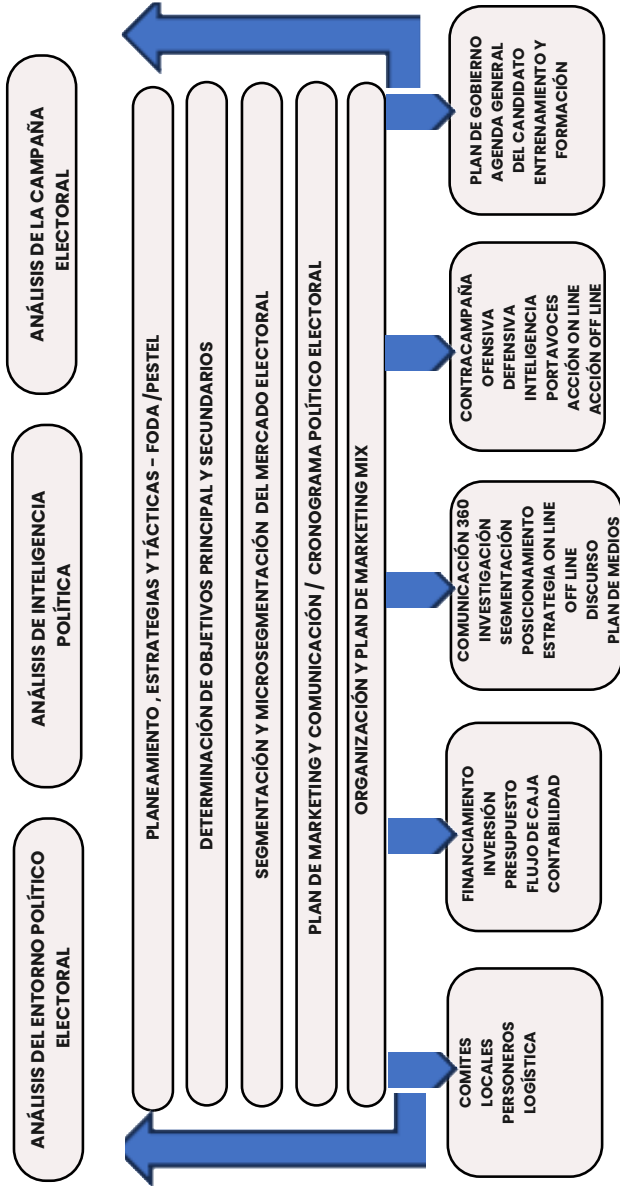 ANÁLISIS DEL ENTORNO POLÍTICO
ELECTORAL
ANÁLISIS DE INTELIGENCIA
POLÍTICA
ANÁLISIS DE LA CAMPAÑA
ELECTORAL
PLANEAMIENTO , ESTRATEGIAS Y TÁCTICAS - FODA /PESTEL
DETERMINACIÓN DE OBJETIVOS PRINCIPAL Y SECUNDARIOS
SEGMENTACIÓN Y MICROSEGMENTACIÓN DEL MERCADO ELECTORAL
PLAN DE MARKETING Y COMUNICACIÓN / CRONOGRAMA POLÍTICO ELECTORAL
ORGANIZACIÓN Y PLAN DE MARKETING MIX
COMITES
LOCALES
PERSONEROS
LOGÍSTICA
FINANCIAMIENTO
INVERSIÓN
PRESUPUESTO
FLUJO DE CAJA
CONTABILIDAD
COMUNICACIÓN 360
INVESTIGACIÓN
SEGMENTACIÓN
POSICIONAMIENTO
ESTRATEGIA ON LINE
OFF LINE
DISCURSO
PLAN DE MEDIOS
CONTRACAMPAÑA
OFENSIVA
DEFENSIVA
INTELIGENCIA
PORTAVOCES
ACCIÓN ON LINE
ACCIÓN OFF LINE
PLAN DE GOBIERNO
AGENDA GENERAL
DEL CANDIDATO
ENTRENAMIENTO Y
FORMACIÓN